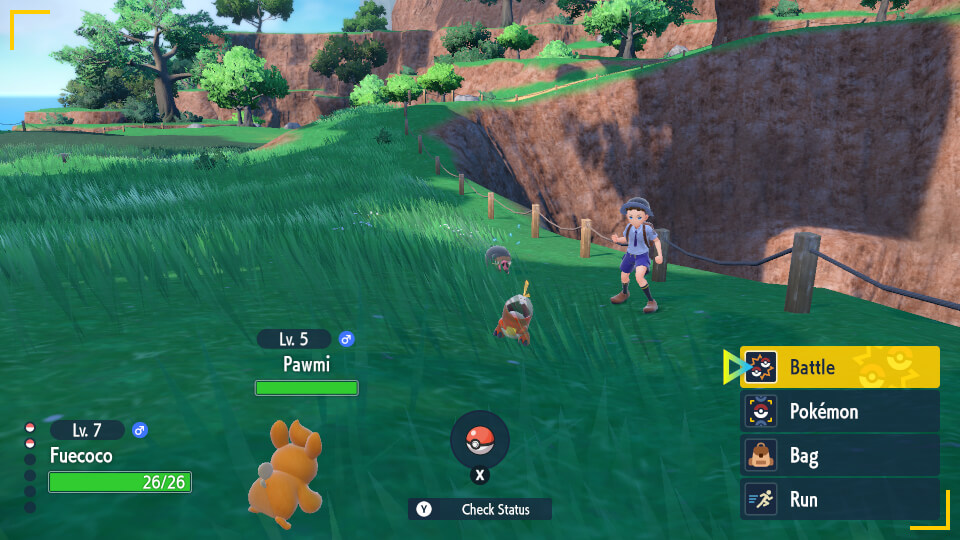 Lv. 5
Pawmi
Lv. 7
Fuecoco
26/26
X
Y Check Status
Battle
Pokémon
Bag
Run